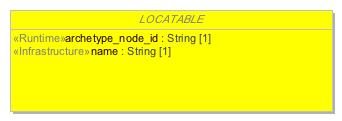 LOCATABLE
«Runtime»archetype_node_id : String [1]
«Infrastructure»name : String [1]